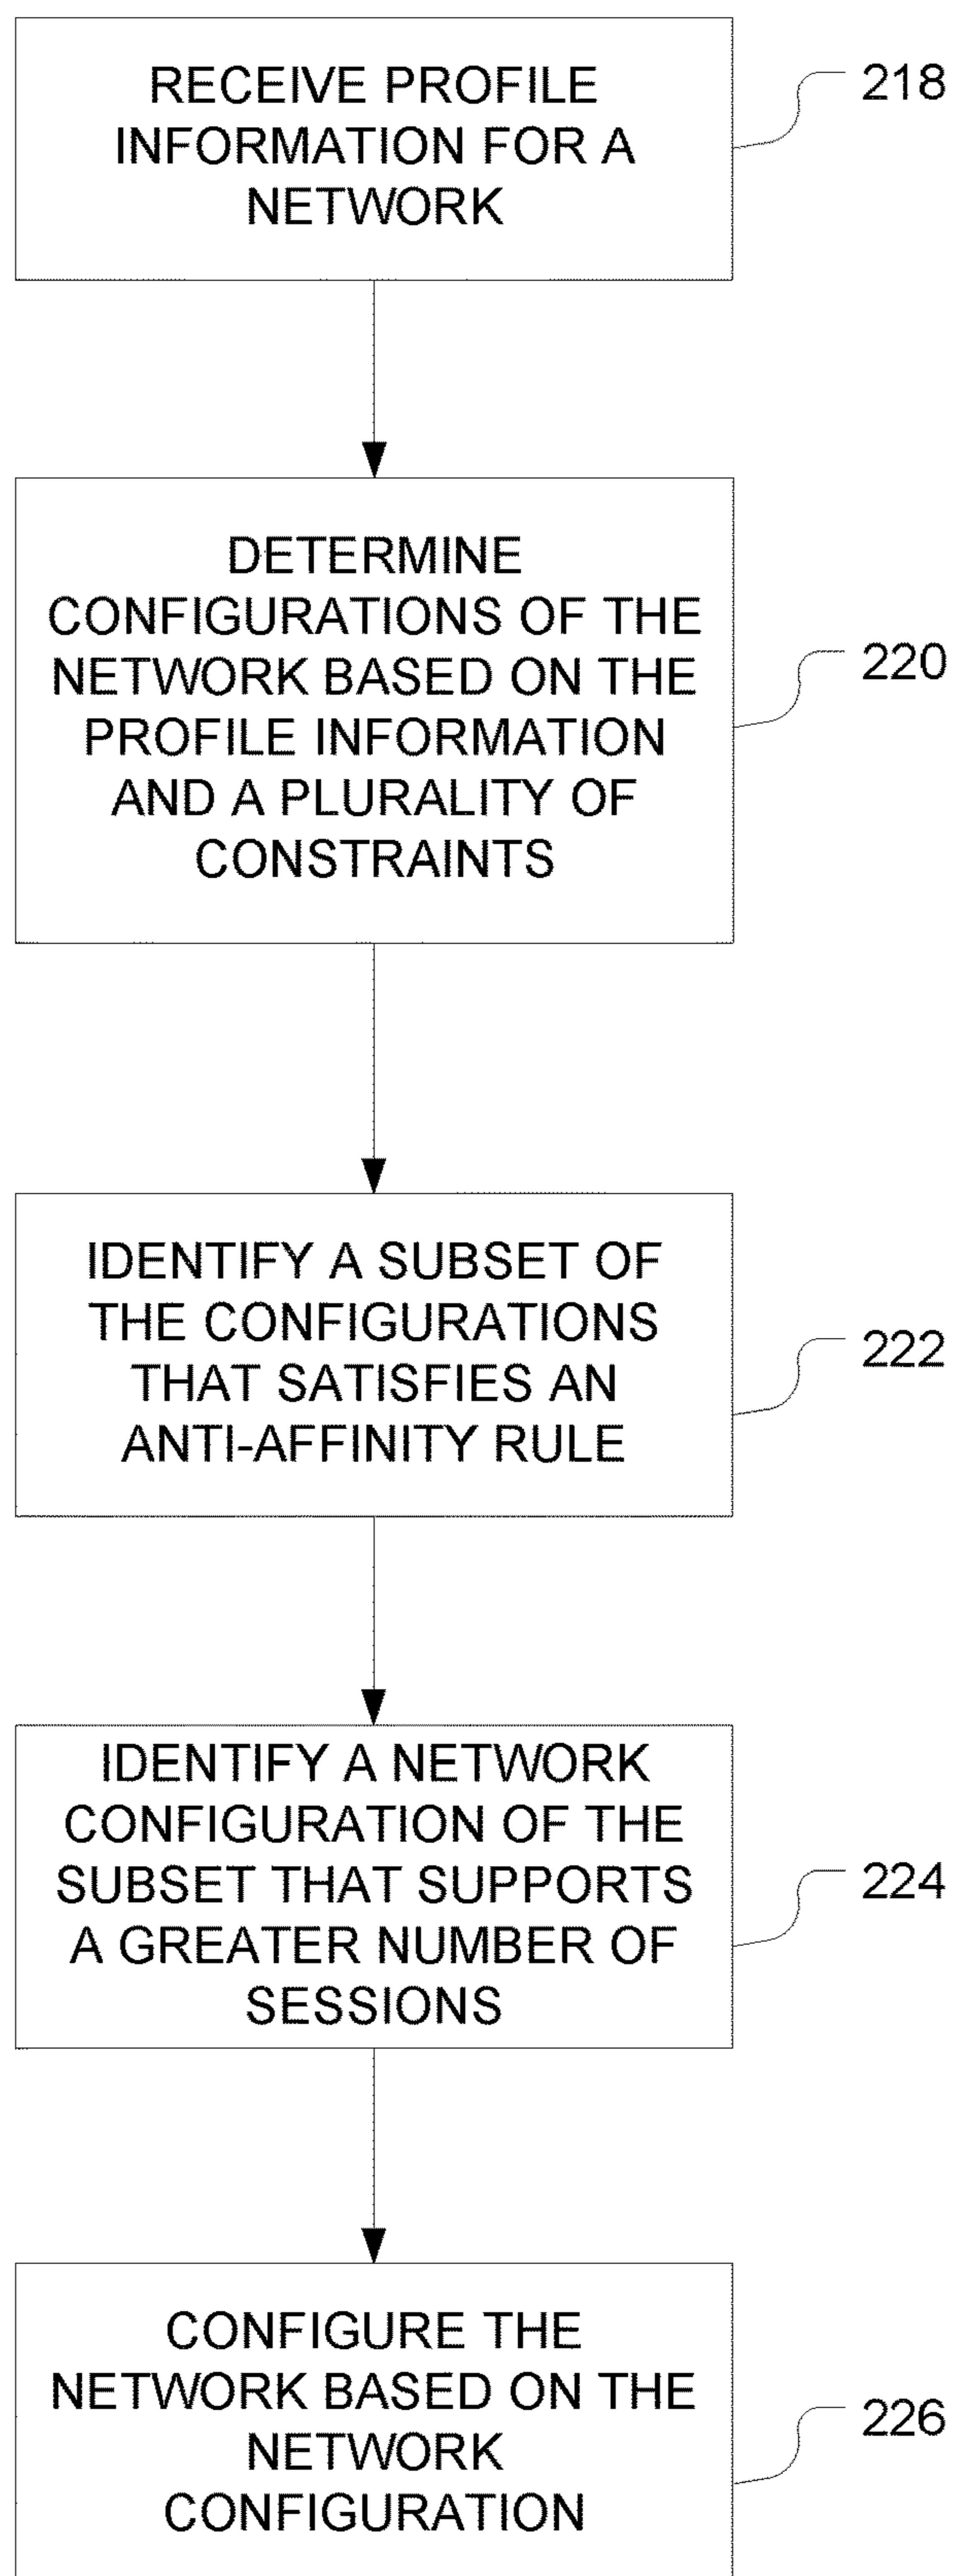 RECEIVE PROFILE
INFORMATION FOR A
NETWORK
218
DETERMINE
CONFIGURATIONS OF THE
NETWORK BASED ON THE
PROFILE INFORMATION
AND A PLURALITY OF
CONSTRAINTS
220
IDENTIFY A SUBSET OF
THE CONFIGURATIONS
THAT SATISFIES AN
ANTI-AFFINITY RULE
222
IDENTIFY A NETWORK
CONFIGURATION OF THE
SUBSET THAT SUPPORTS
A GREATER NUMBER OF
SESSIONS
224
CONFIGURE THE
NETWORK BASED ON THE
NETWORK
CONFIGURATION
226